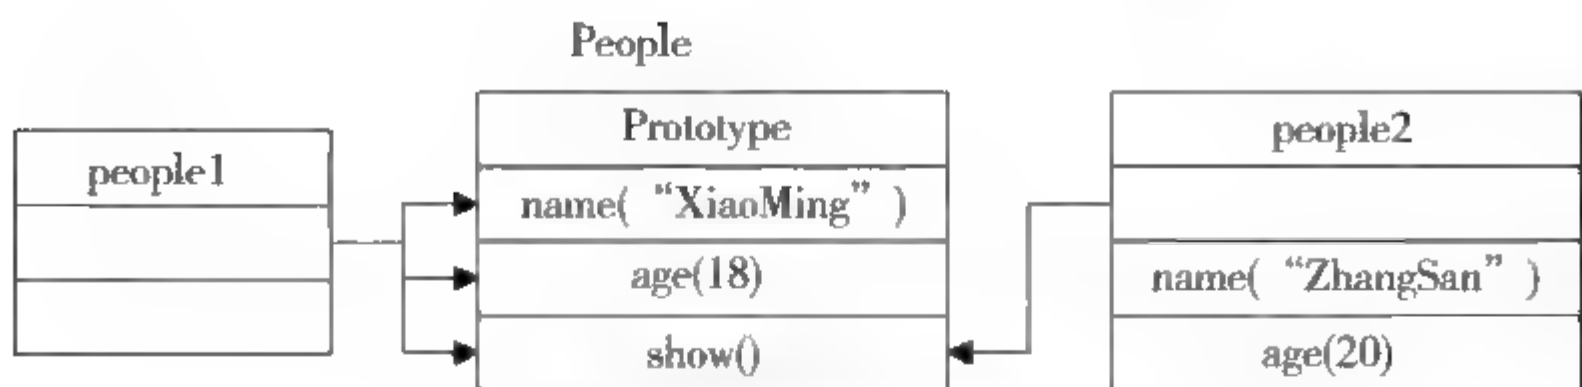 People
people1
Prototype
name( “XiaoMing” )
age(18)
show()
people2
name( “ZhangSan” )
age(20)